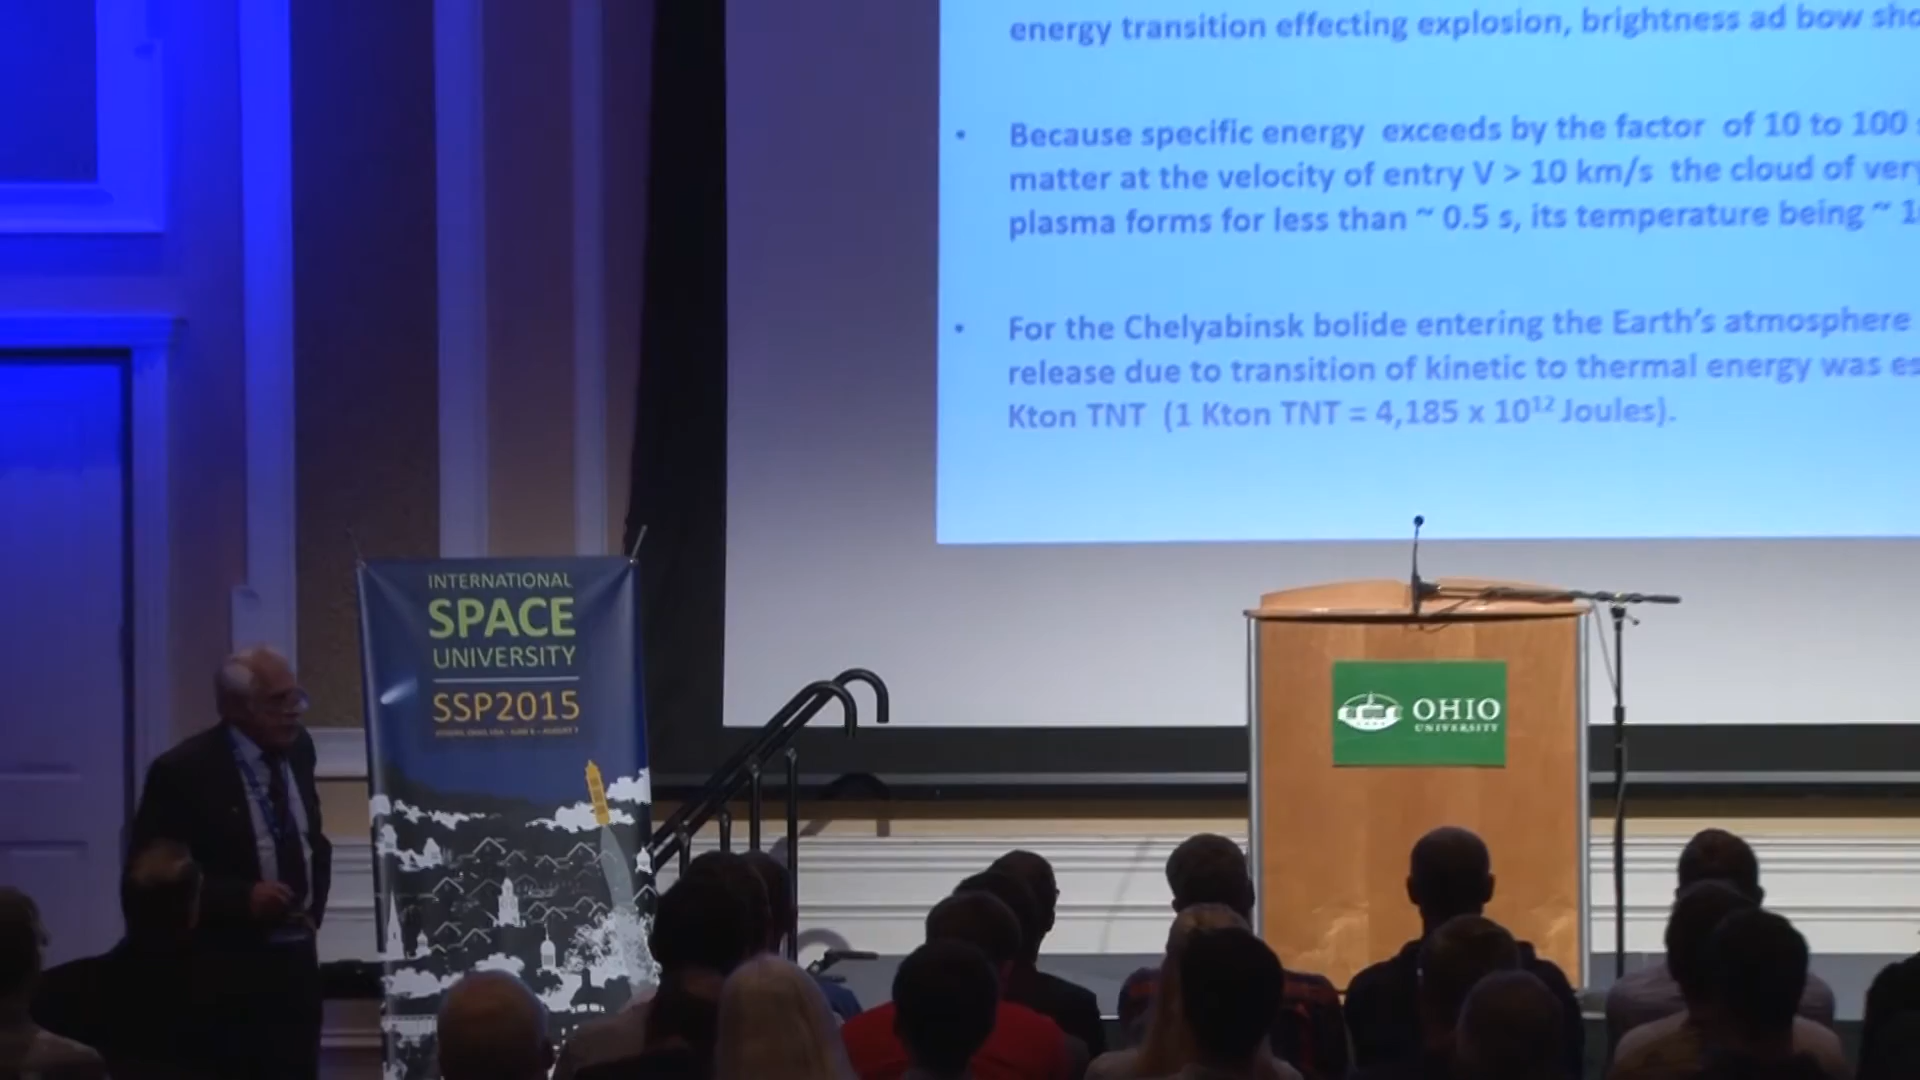 energy transition effecting explosion, brightness ad bow
• Because specific energy exceeds by the factor of 10 to 100
matter at the velocity of entry V > 10 km/s the cloud of very
plasma forms for less than ~ 0.5 s, its temperature being ~
• For the Chelyabinsk bolide entering the Earth's atmosphere
release due to transition of kinetic to thermal energy was
Kton TNT (1 Kton TNT = 4,185 x 10¹² Joules).
INTERNATIONAL
SPACE
UNIVERSITY
SSP2015
OHIO
UNIVERSITY